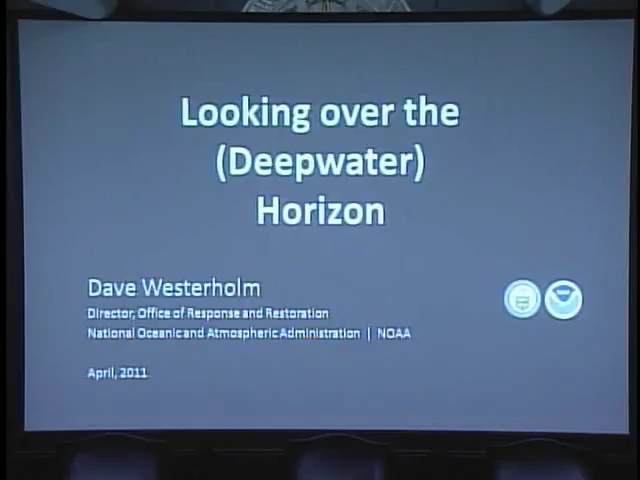 Looking over the
(Deepwater)
Horizon
Dave Westerholm
Director, Office of Response and Restoration
National Oceanic and Atmospheric Administration | NOAA
April, 2011